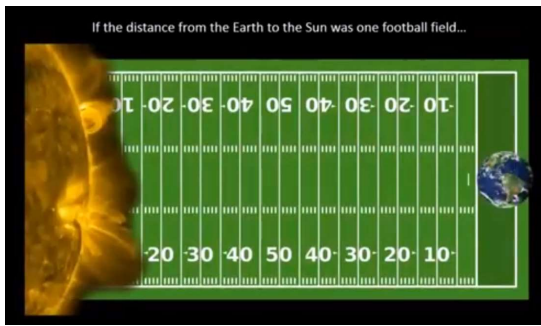 If the distance from the Earth to the Sun was one football field...
10 20 30 40 50 40 30 20 10
20 30 40 50 40 30 20 10